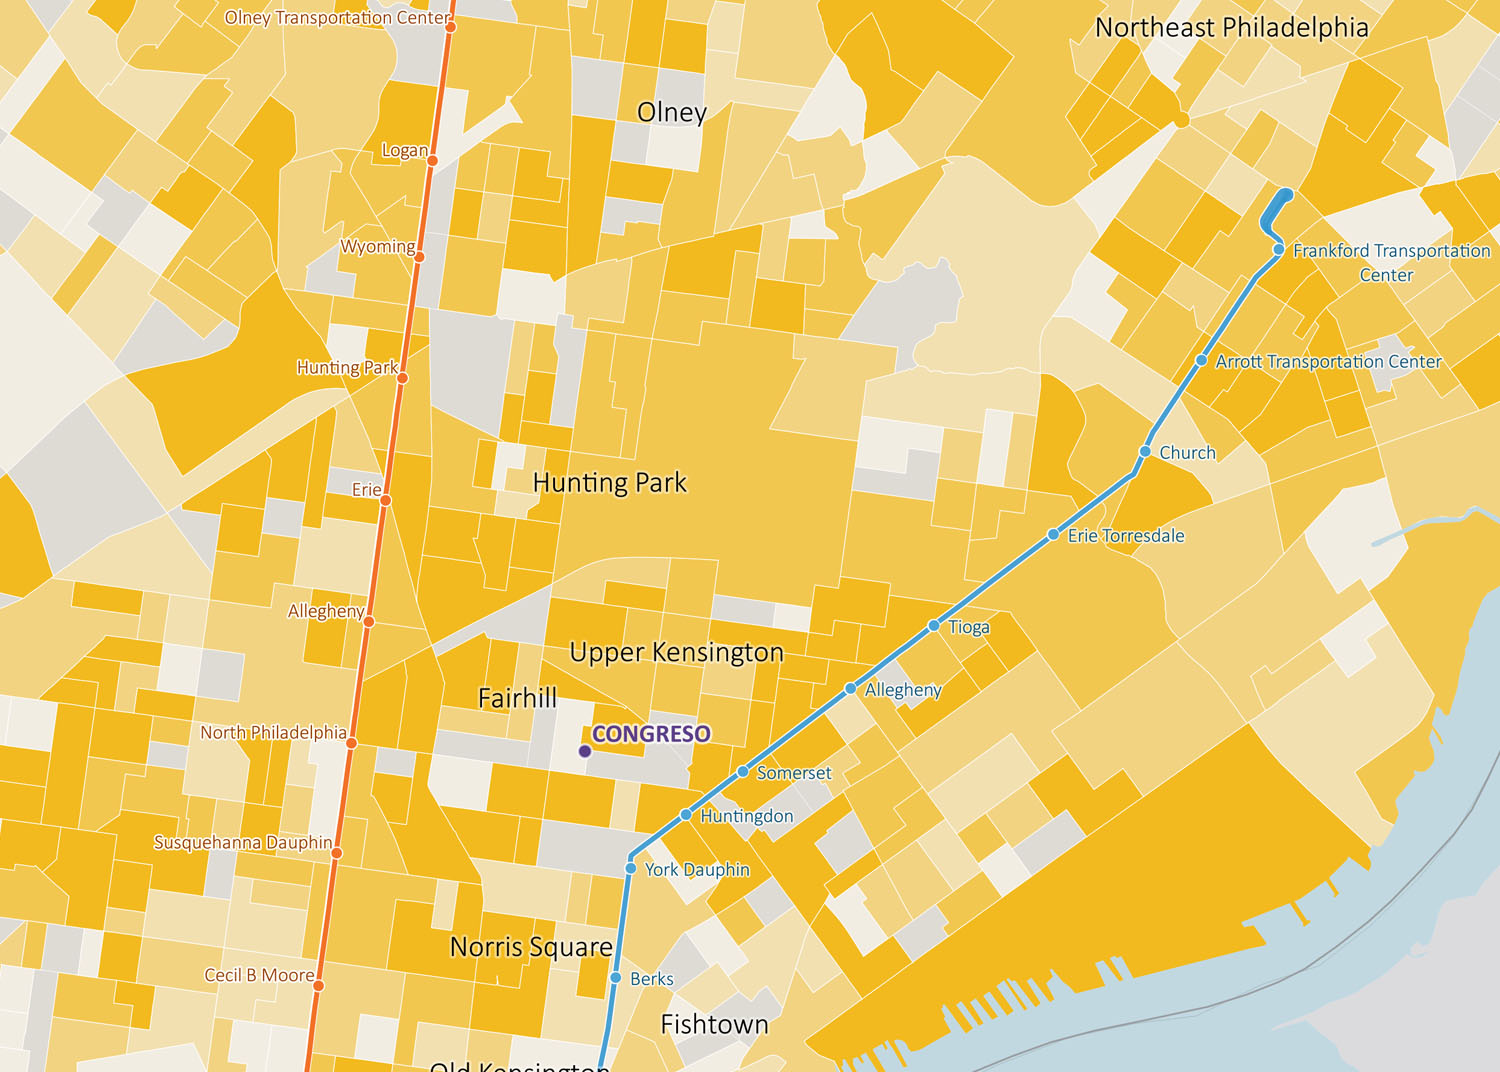 Olney Transportation Center
Northeast Philadelphia
Olney
Logan
Wyoming
Frankford Transportation
Center
Hunting Park
Arrott Transportation Center
Church
Hunting Park
Erie
Erie Torresdale
Allegheny
Tioga
Upper Kensington
Fairhill
Allegheny
North Philadelphia
CONGRESO
Somerset
Huntingdon
Susquehanna Dauphin
York Dauphin
Norris Square
Cecil B Moore
Berks
Fishtown
Old Kensington